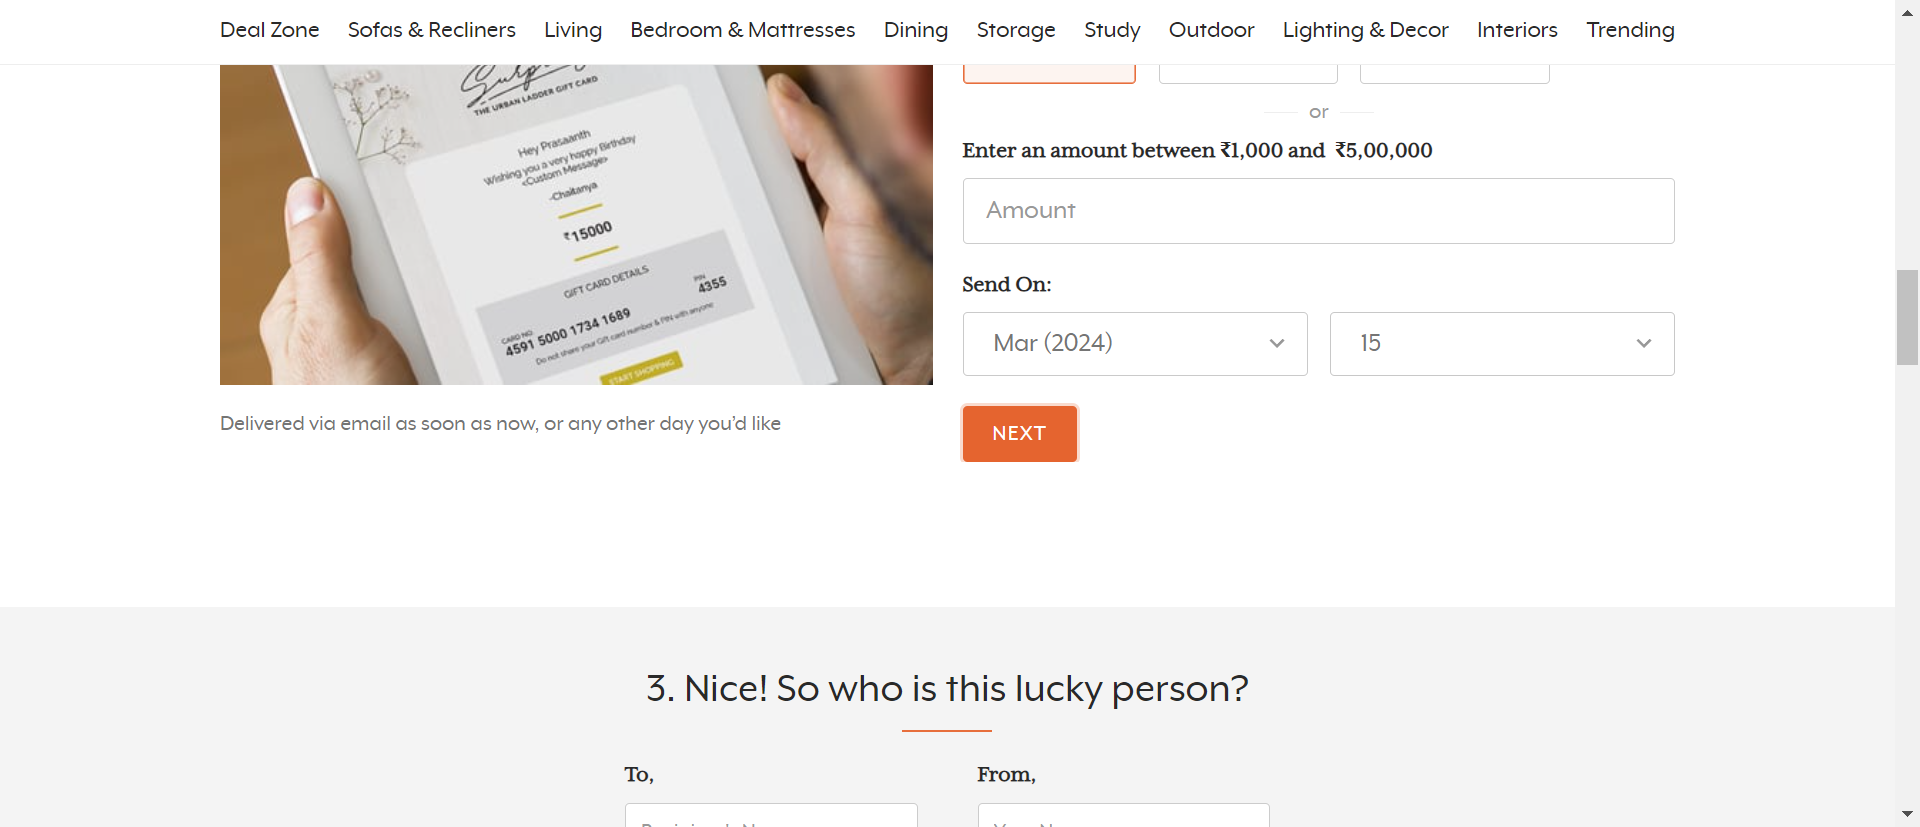 Deal Zone Sofas & Recliners Living Bedroom & Mattresses Dining Storage Study Outdoor Lighting & Decor Interiors Trending
THE URBAN LADDER GIFT CARD
Hey Prasaanth
Wishing you a very happy Birthday
<Custom Message>
-Chaitanya
₹15000
GIFT CARD DETAILS
CARD NO
PIN
4591 5000 1734 1689
4355
Do not share your Gift card number & PIN with anyone
START SHOPPING
Delivered via email as soon as now, or any other day you'd like
or
Enter an amount between ₹1,000 and ₹5,00,000
Amount
Send On:
Mar (2024)
15
NEXT
3. Nice! So who is this lucky person?
To,
From,